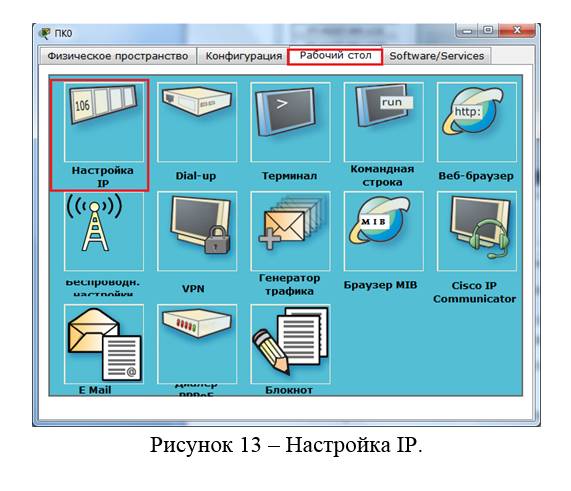 ПК0
Физическое пространство Конфигурация Рабочий стол Software/Services
106
run
http:
Настройка
IP
Dial-up
Терминал
Командная
строка
Веб-браузер
MIB
Беспроводн.
настройки
VPN
Генератор
трафика
Браузер MIB
Cisco IP
Communicator
E Mail
Диалер
PPPoE
Блокнот
Рисунок 13 – Настройка IP.